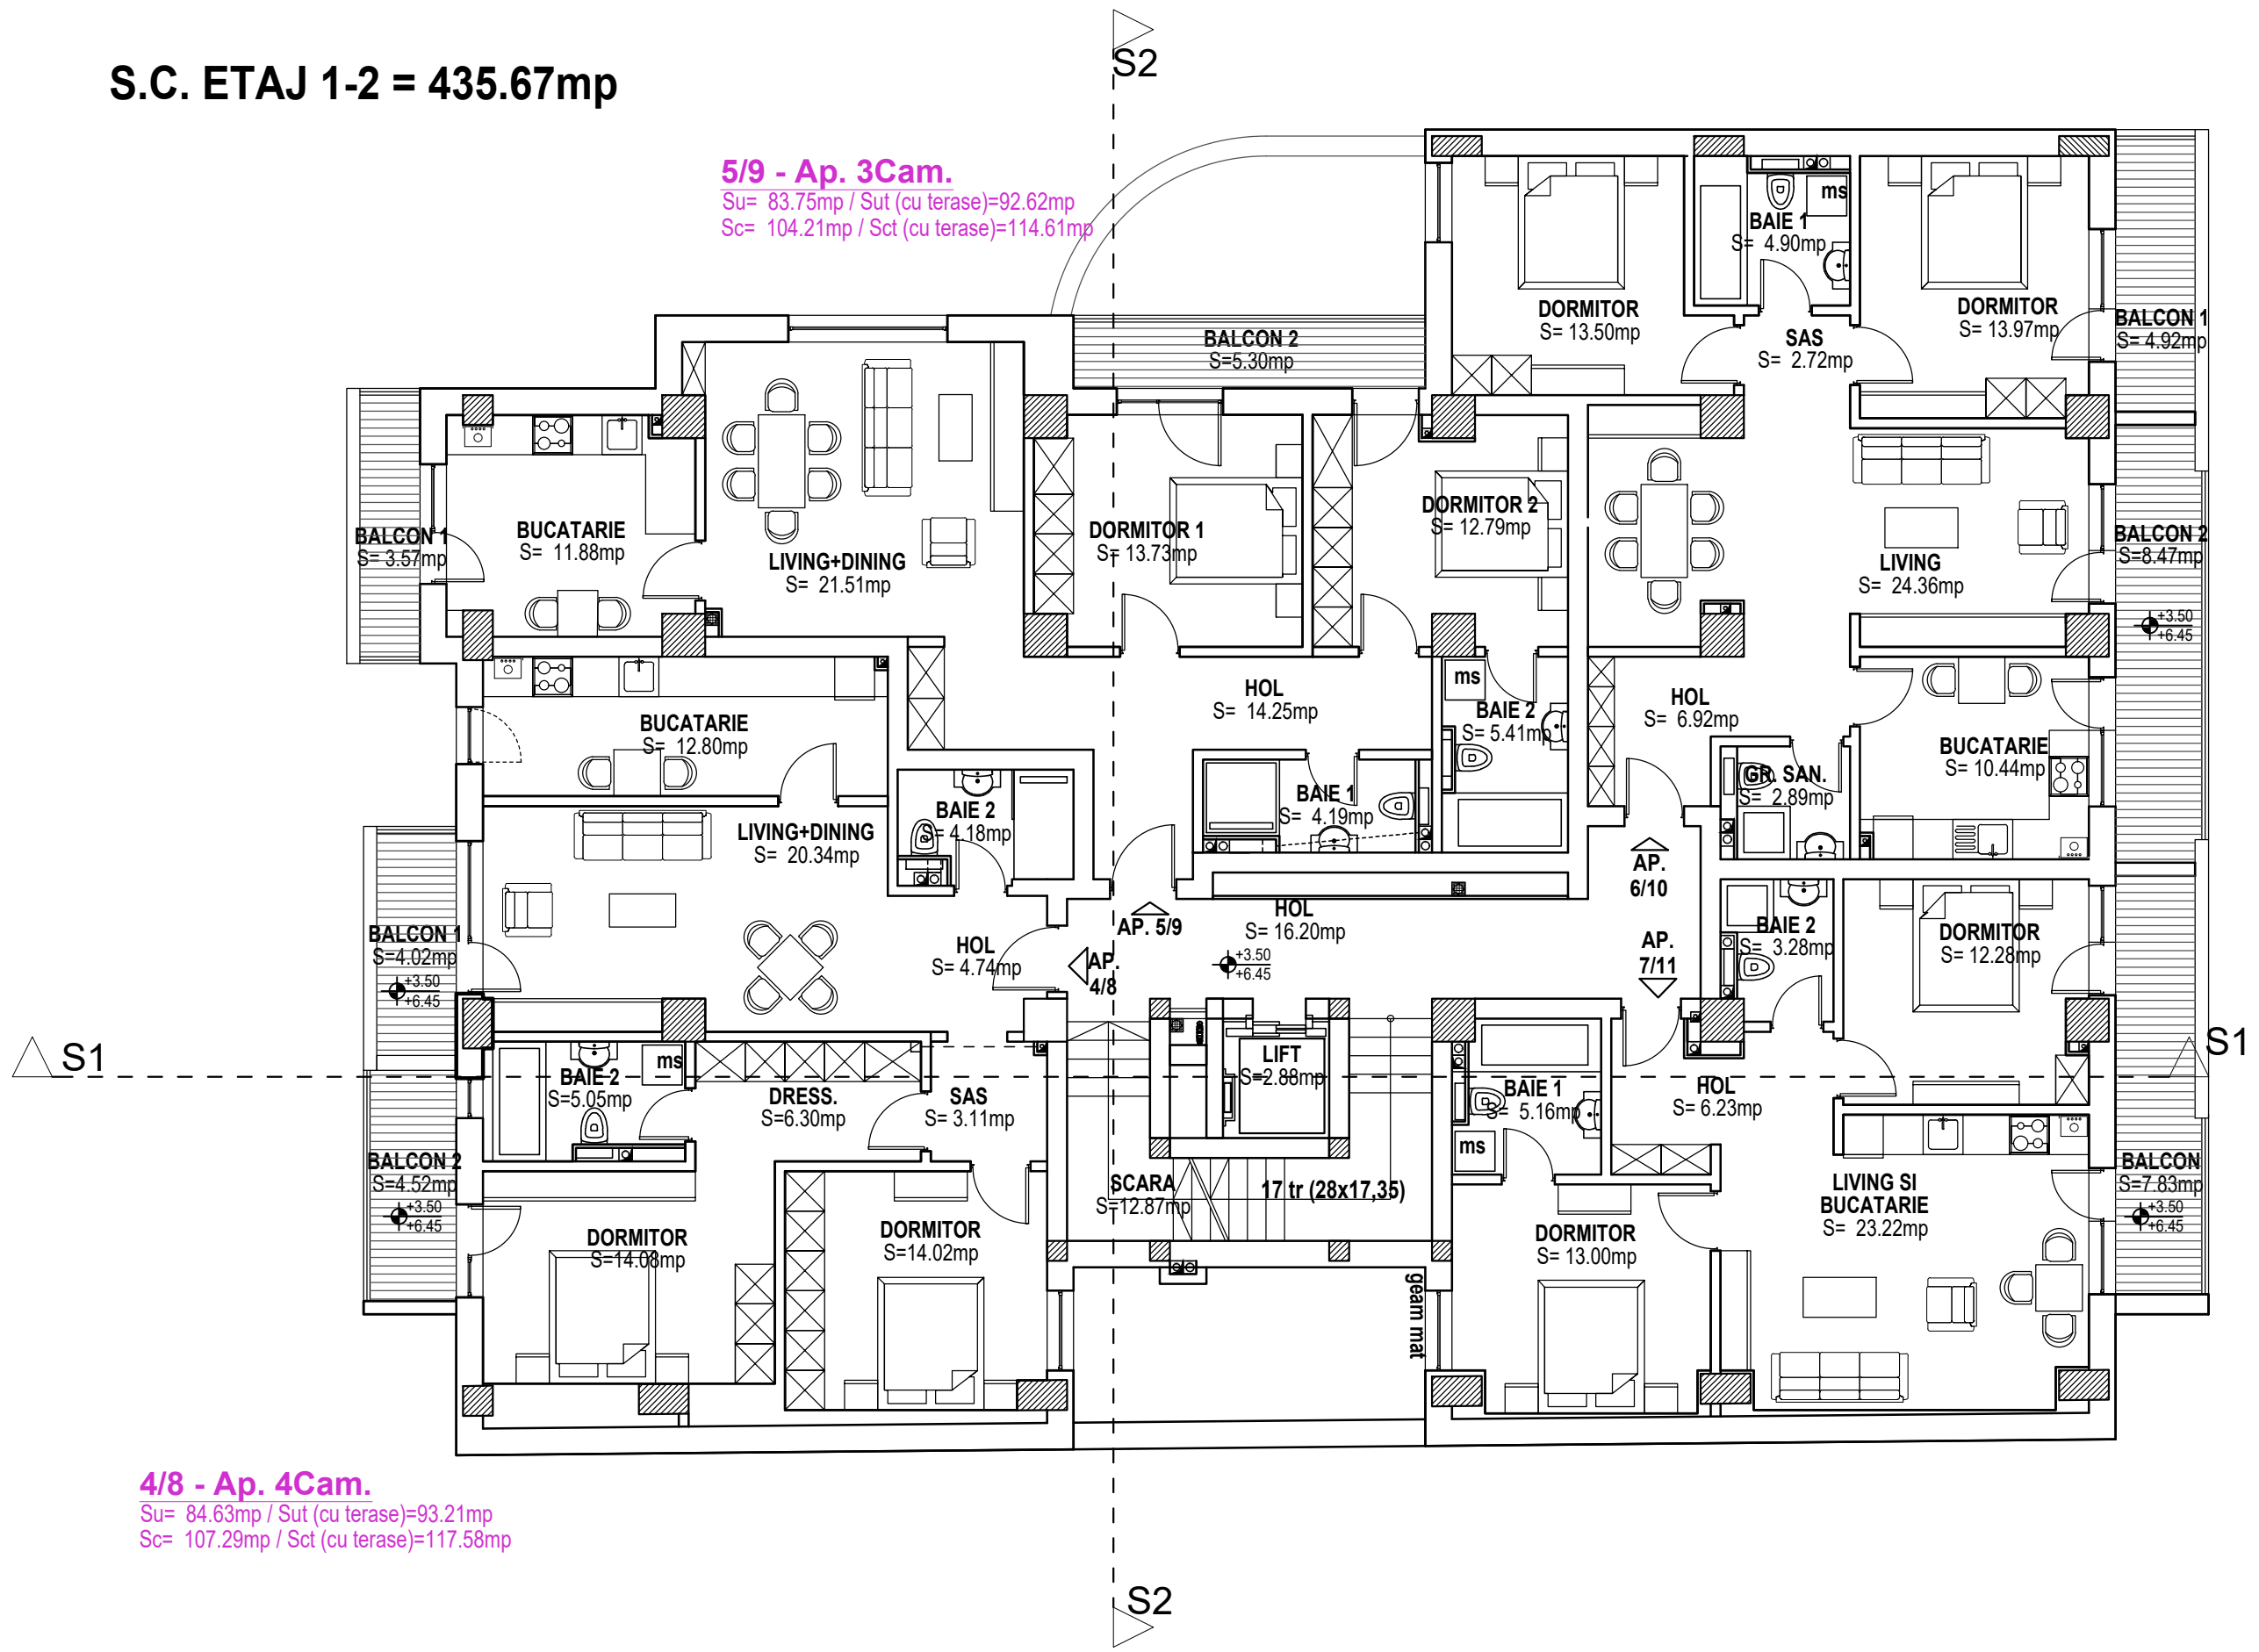 S2
S.C. ETAJ 1-2 = 435.67mp
5/9 - Ap. 3Cam.
Su= 83.75mp / Sut (cu terase)=92.62mp
Sc= 104.21mp / Sct (cu terase)=114.61mp
ms
BAIE 1
S= 4.90mp
DORMITOR
S= 13.50mp
DORMITOR
S= 13.97mp
BALCON 1
S= 4.92mp
SAS
S= 2.72mp
BALCON 2
S=5.30mp
BALCON 1
S= 3.57mp
BUCATARIE
S= 11.88mp
LIVING+DINING
S= 21.51mp
DORMITOR 1
S= 13.73mp
DORMITOR 2
S= 12.79mp
LIVING
S= 24.36mp
BALCON 2
S=8.47mp
+3.50
+6.45
BUCATARIE
S= 12.80mp
HOL
S= 14.25mp
ms
BAIE 2
S= 5.41mp
HOL
S= 6.92mp
BUCATARIE
S= 10.44mp
GR. SAN.
S= 2.89mp
LIVING+DINING
S= 20.34mp
BAIE 2
S= 4.18mp
BAIE 1
S= 4.19mp
AP.
6/10
BALCON 1
S=4.02mp
+3.50
+6.45
HOL
S= 4.74mp
AP.
4/8
AP. 5/9
HOL
S= 16.20mp
+3.50
+6.45
AP.
7/11
BAIE 2
S= 3.28mp
DORMITOR
S= 12.28mp
S1
S1
BAIE 2
S=5.05mp
ms
DRESS.
S=6.30mp
SAS
S= 3.11mp
LIFT
S=2.88mp
BAIE 1
S= 5.16mp
ms
HOL
S= 6.23mp
BALCON 2
S=4.52mp
+3.50
+6.45
SCARA
S=12.87mp
17 tr (28x17,35)
LIVING SI
BUCATARIE
S= 23.22mp
BALCON
S=7.83mp
+3.50
+6.45
DORMITOR
S=14.08mp
DORMITOR
S=14.02mp
DORMITOR
S= 13.00mp
geam mat
4/8 - Ap. 4Cam.
Su= 84.63mp / Sut (cu terase)=93.21mp
Sc= 107.29mp / Sct (cu terase)=117.58mp
S2